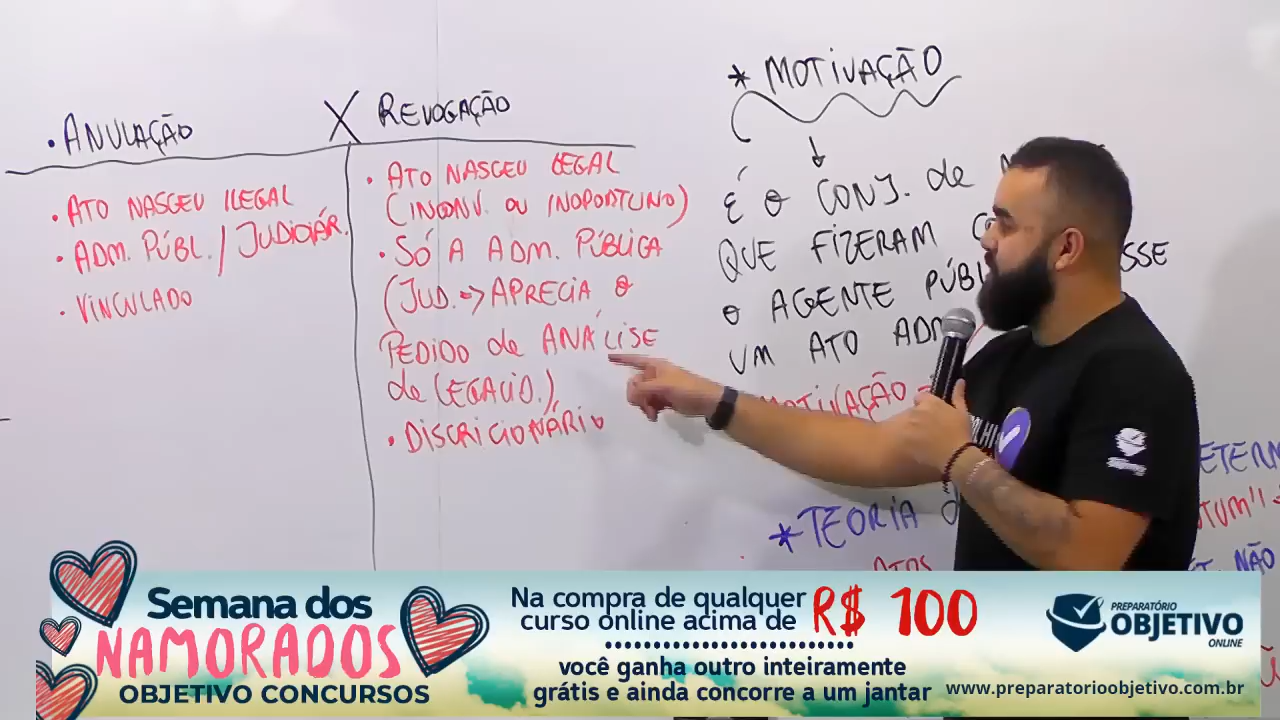 • ANULAÇÃO X REVOGAÇÃO
• ATO NASCEU ILEGAL
• ADM. PÚBL. / JUDICIÁR.
• VINCULADO
• ATO NASCEU LEGAL
(INCONV. OU INOPORTUNO)
• SÓ A ADM. PÚBLICA
(JUD. => APRECIA O
PEDIDO de ANÁLISE
de LEGALID.)
• DISCRICIONÁRIO
* MOTIVAÇÃO
É O CONJ. de
QUE FIZERAM
O AGENTE PÚBL
UM ATO ADM
MOTIVAÇÃO
* TEORIA
ATOS
Semana dos
NAMORADOS
OBJETIVO CONCURSOS
Na compra de qualquer
curso online acima de R$ 100
você ganha outro inteiramente
grátis e ainda concorre a um jantar
PREPARATÓRIO
OBJETIVO
ONLINE
www.preparatorioobjetivo.com.br